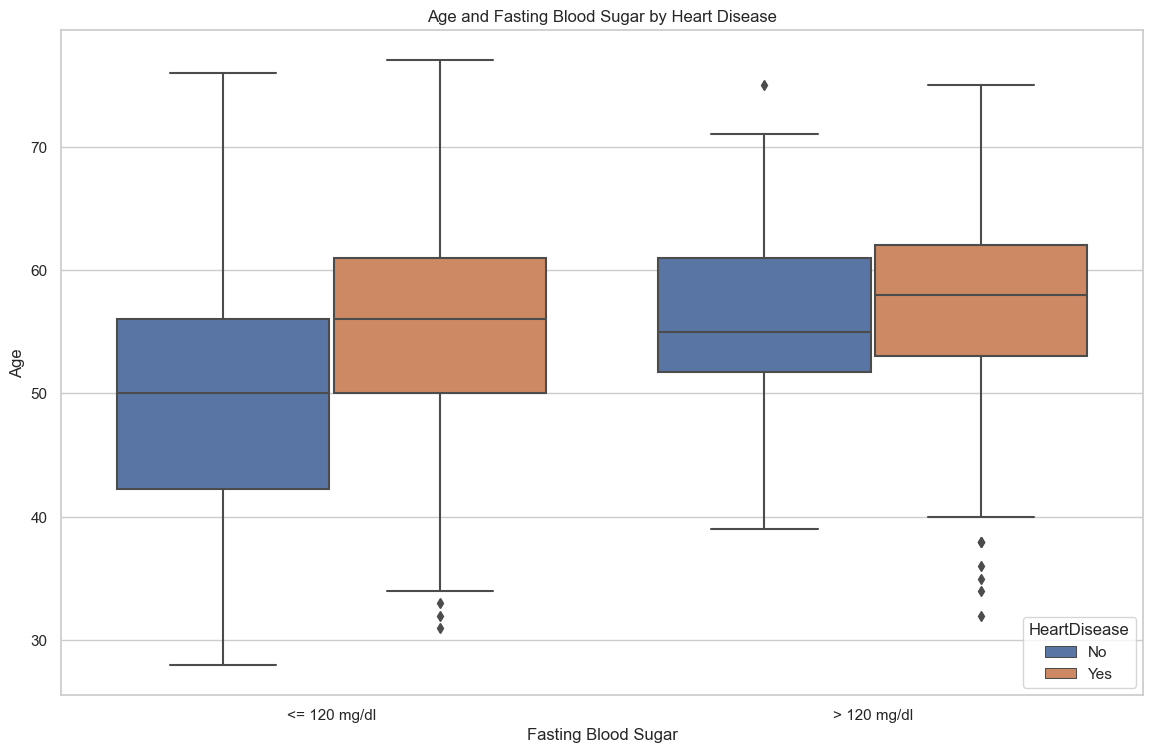 Age and Fasting Blood Sugar by Heart Disease
Age
70
60
50
40
30
<= 120 mg/dl
> 120 mg/dl
Fasting Blood Sugar
HeartDisease
No
Yes